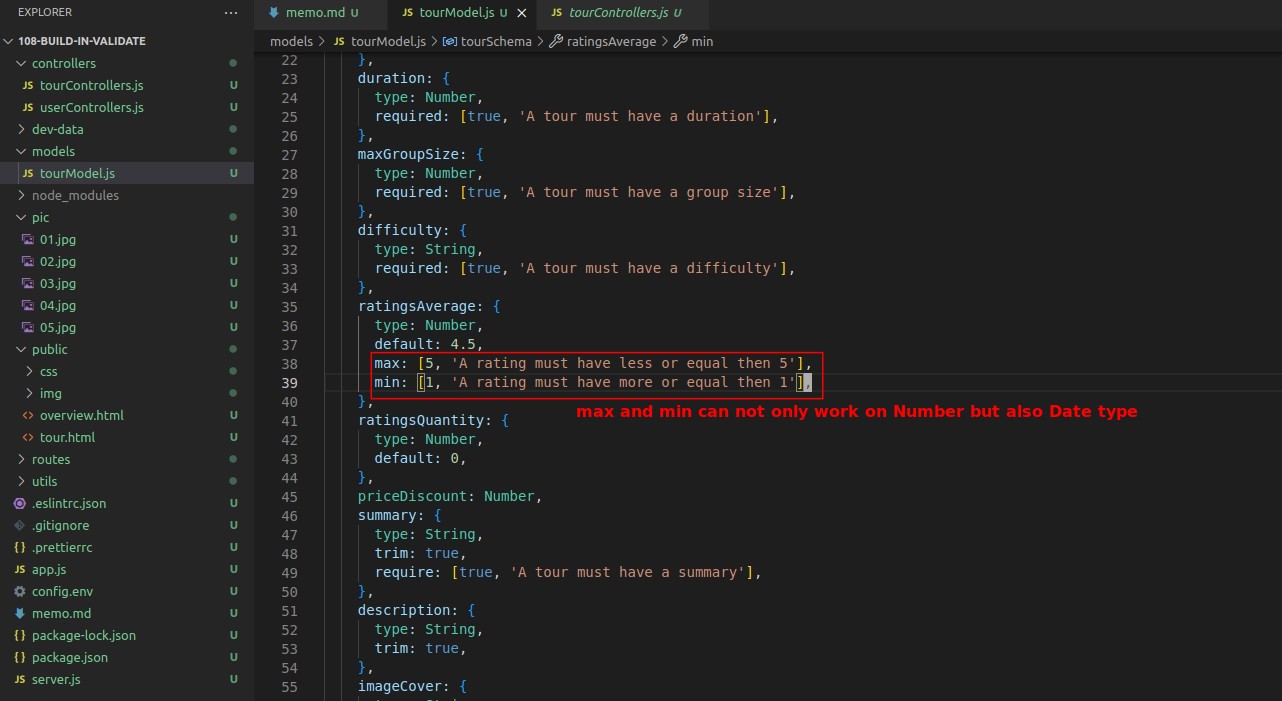 EXPLORER
108-BUILD-IN-VALIDATE
controllers
JS tourControllers.js U
JS userControllers.js U
dev-data
models
JS tourModel.js U
node_modules
pic
01.jpg U
02.jpg U
03.jpg U
04.jpg U
05.jpg U
public
css
img
<> overview.html U
<> tour.html U
routes
utils
.eslintrc.json U
.gitignore U
{} .prettierrc U
JS app.js U
config.env U
memo.md U
{} package-lock.json U
{} package.json U
JS server.js U
memo.md U JS tourModel.js U JS tourControllers.js U
models > JS tourModel.js > tourSchema > ratingsAverage > min
22 },
23 duration: {
24 type: Number,
25 required: [true, 'A tour must have a duration'],
26 },
27 maxGroupSize: {
28 type: Number,
29 required: [true, 'A tour must have a group size'],
30 },
31 difficulty: {
32 type: String,
33 required: [true, 'A tour must have a difficulty'],
34 },
35 ratingsAverage: {
36 type: Number,
37 default: 4.5,
38 max: [5, 'A rating must have less or equal then 5'],
39 min: [1, 'A rating must have more or equal then 1'],
40 },
max and min can not only work on Number but also Date type
41 ratingsQuantity: {
42 type: Number,
43 default: 0,
44 },
45 priceDiscount: Number,
46 summary: {
47 type: String,
48 trim: true,
49 require: [true, 'A tour must have a summary'],
50 },
51 description: {
52 type: String,
53 trim: true,
54 },
55 imageCover: {